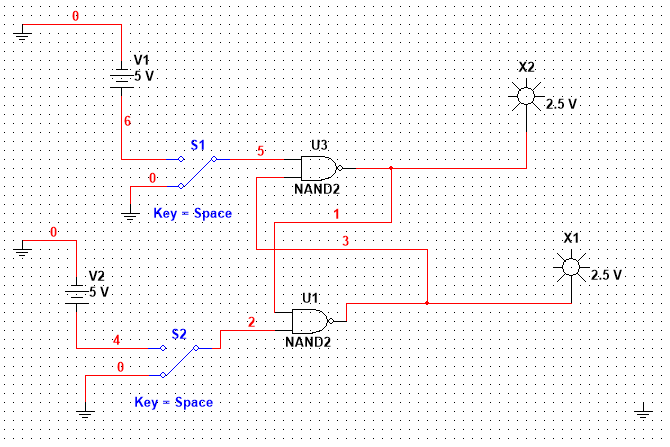 0
V1
5 V
X2
2.5 V
6
S1
5
U3
0
NAND2
Key = Space
1
0
3
X1
2.5 V
V2
5 V
U1
S2
2
4
NAND2
0
Key = Space